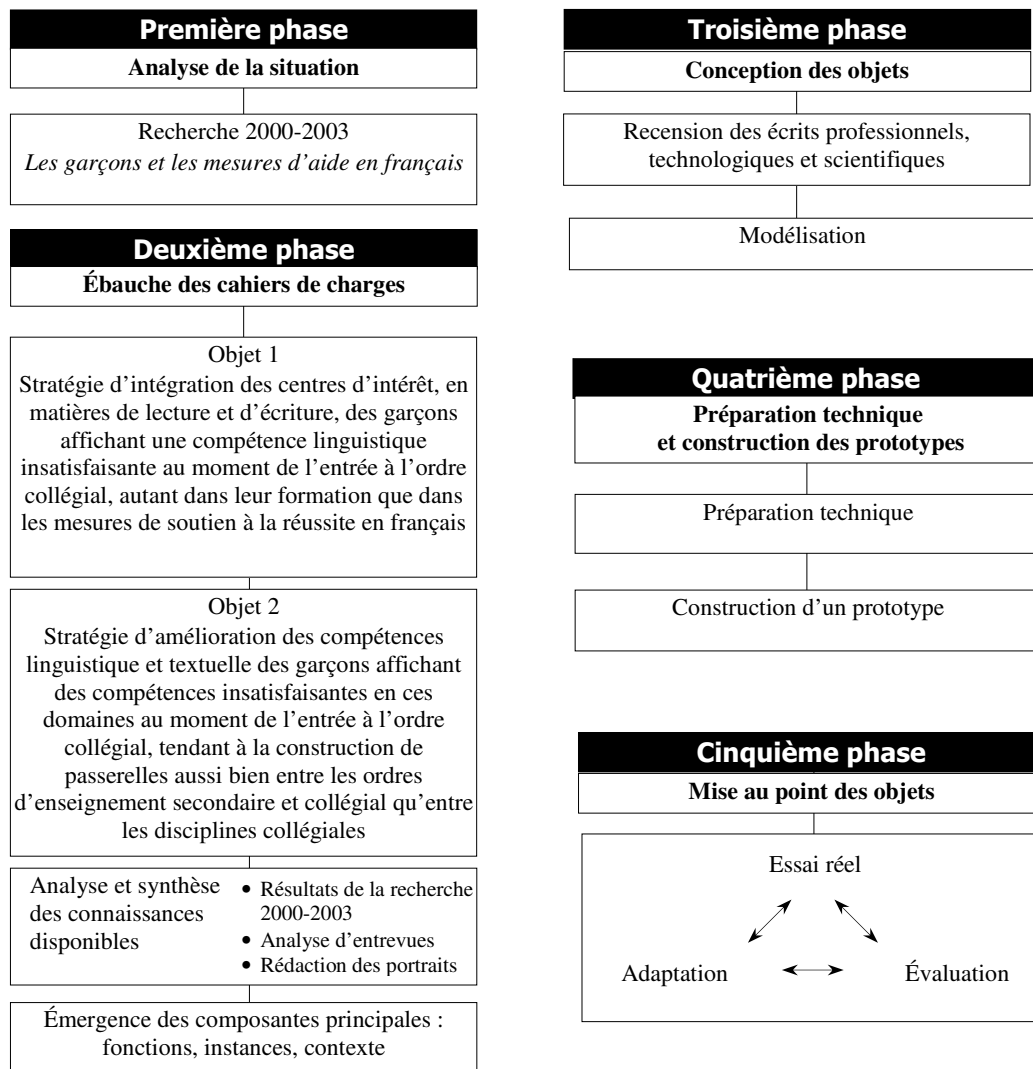 Première phase
Analyse de la situation
Recherche 2000-2003
Les garçons et les mesures d’aide en français
Deuxième phase
Ébauche des cahiers de charges
Objet 1
Stratégie d’intégration des centres d’intérêt, en
matières de lecture et d’écriture, des garçons
affichant une compétence linguistique
insatisfaisante au moment de l’entrée à l’ordre
collégial, autant dans leur formation que dans
les mesures de soutien à la réussite en français
Objet 2
Stratégie d’amélioration des compétences
linguistique et textuelle des garçons affichant
des compétences insatisfaisantes en ces
domaines au moment de l’entrée à l’ordre
collégial, tendant à la construction de
passerelles aussi bien entre les ordres
d’enseignement secondaire et collégial qu’entre
les disciplines collégiales
Analyse et synthèse
des connaissances
disponibles
• Résultats de la recherche
2000-2003
• Analyse d’entrevues
• Rédaction des portraits
Émergence des composantes principales :
fonctions, instances, contexte
Troisième phase
Conception des objets
Recension des écrits professionnels,
technologiques et scientifiques
Modélisation
Quatrième phase
Préparation technique
et construction des prototypes
Préparation technique
Construction d’un prototype
Cinquième phase
Mise au point des objets
Essai réel
Adaptation
Évaluation